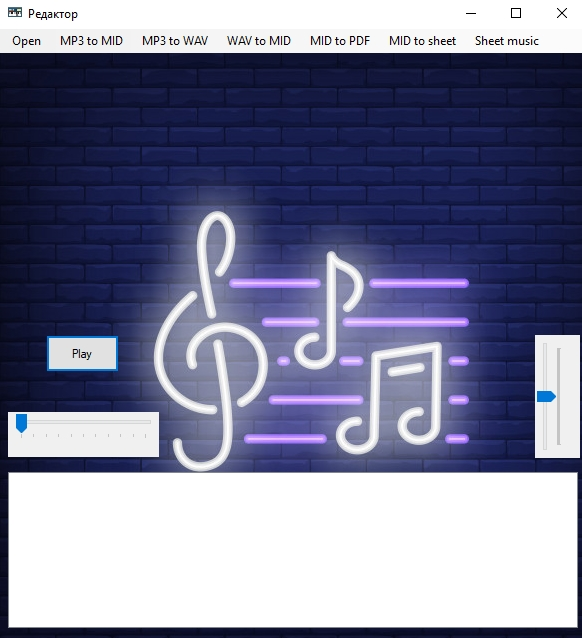 Редактор
Open MP3 to MID MP3 to WAV WAV to MID MID to PDF MID to sheet Sheet music
Play